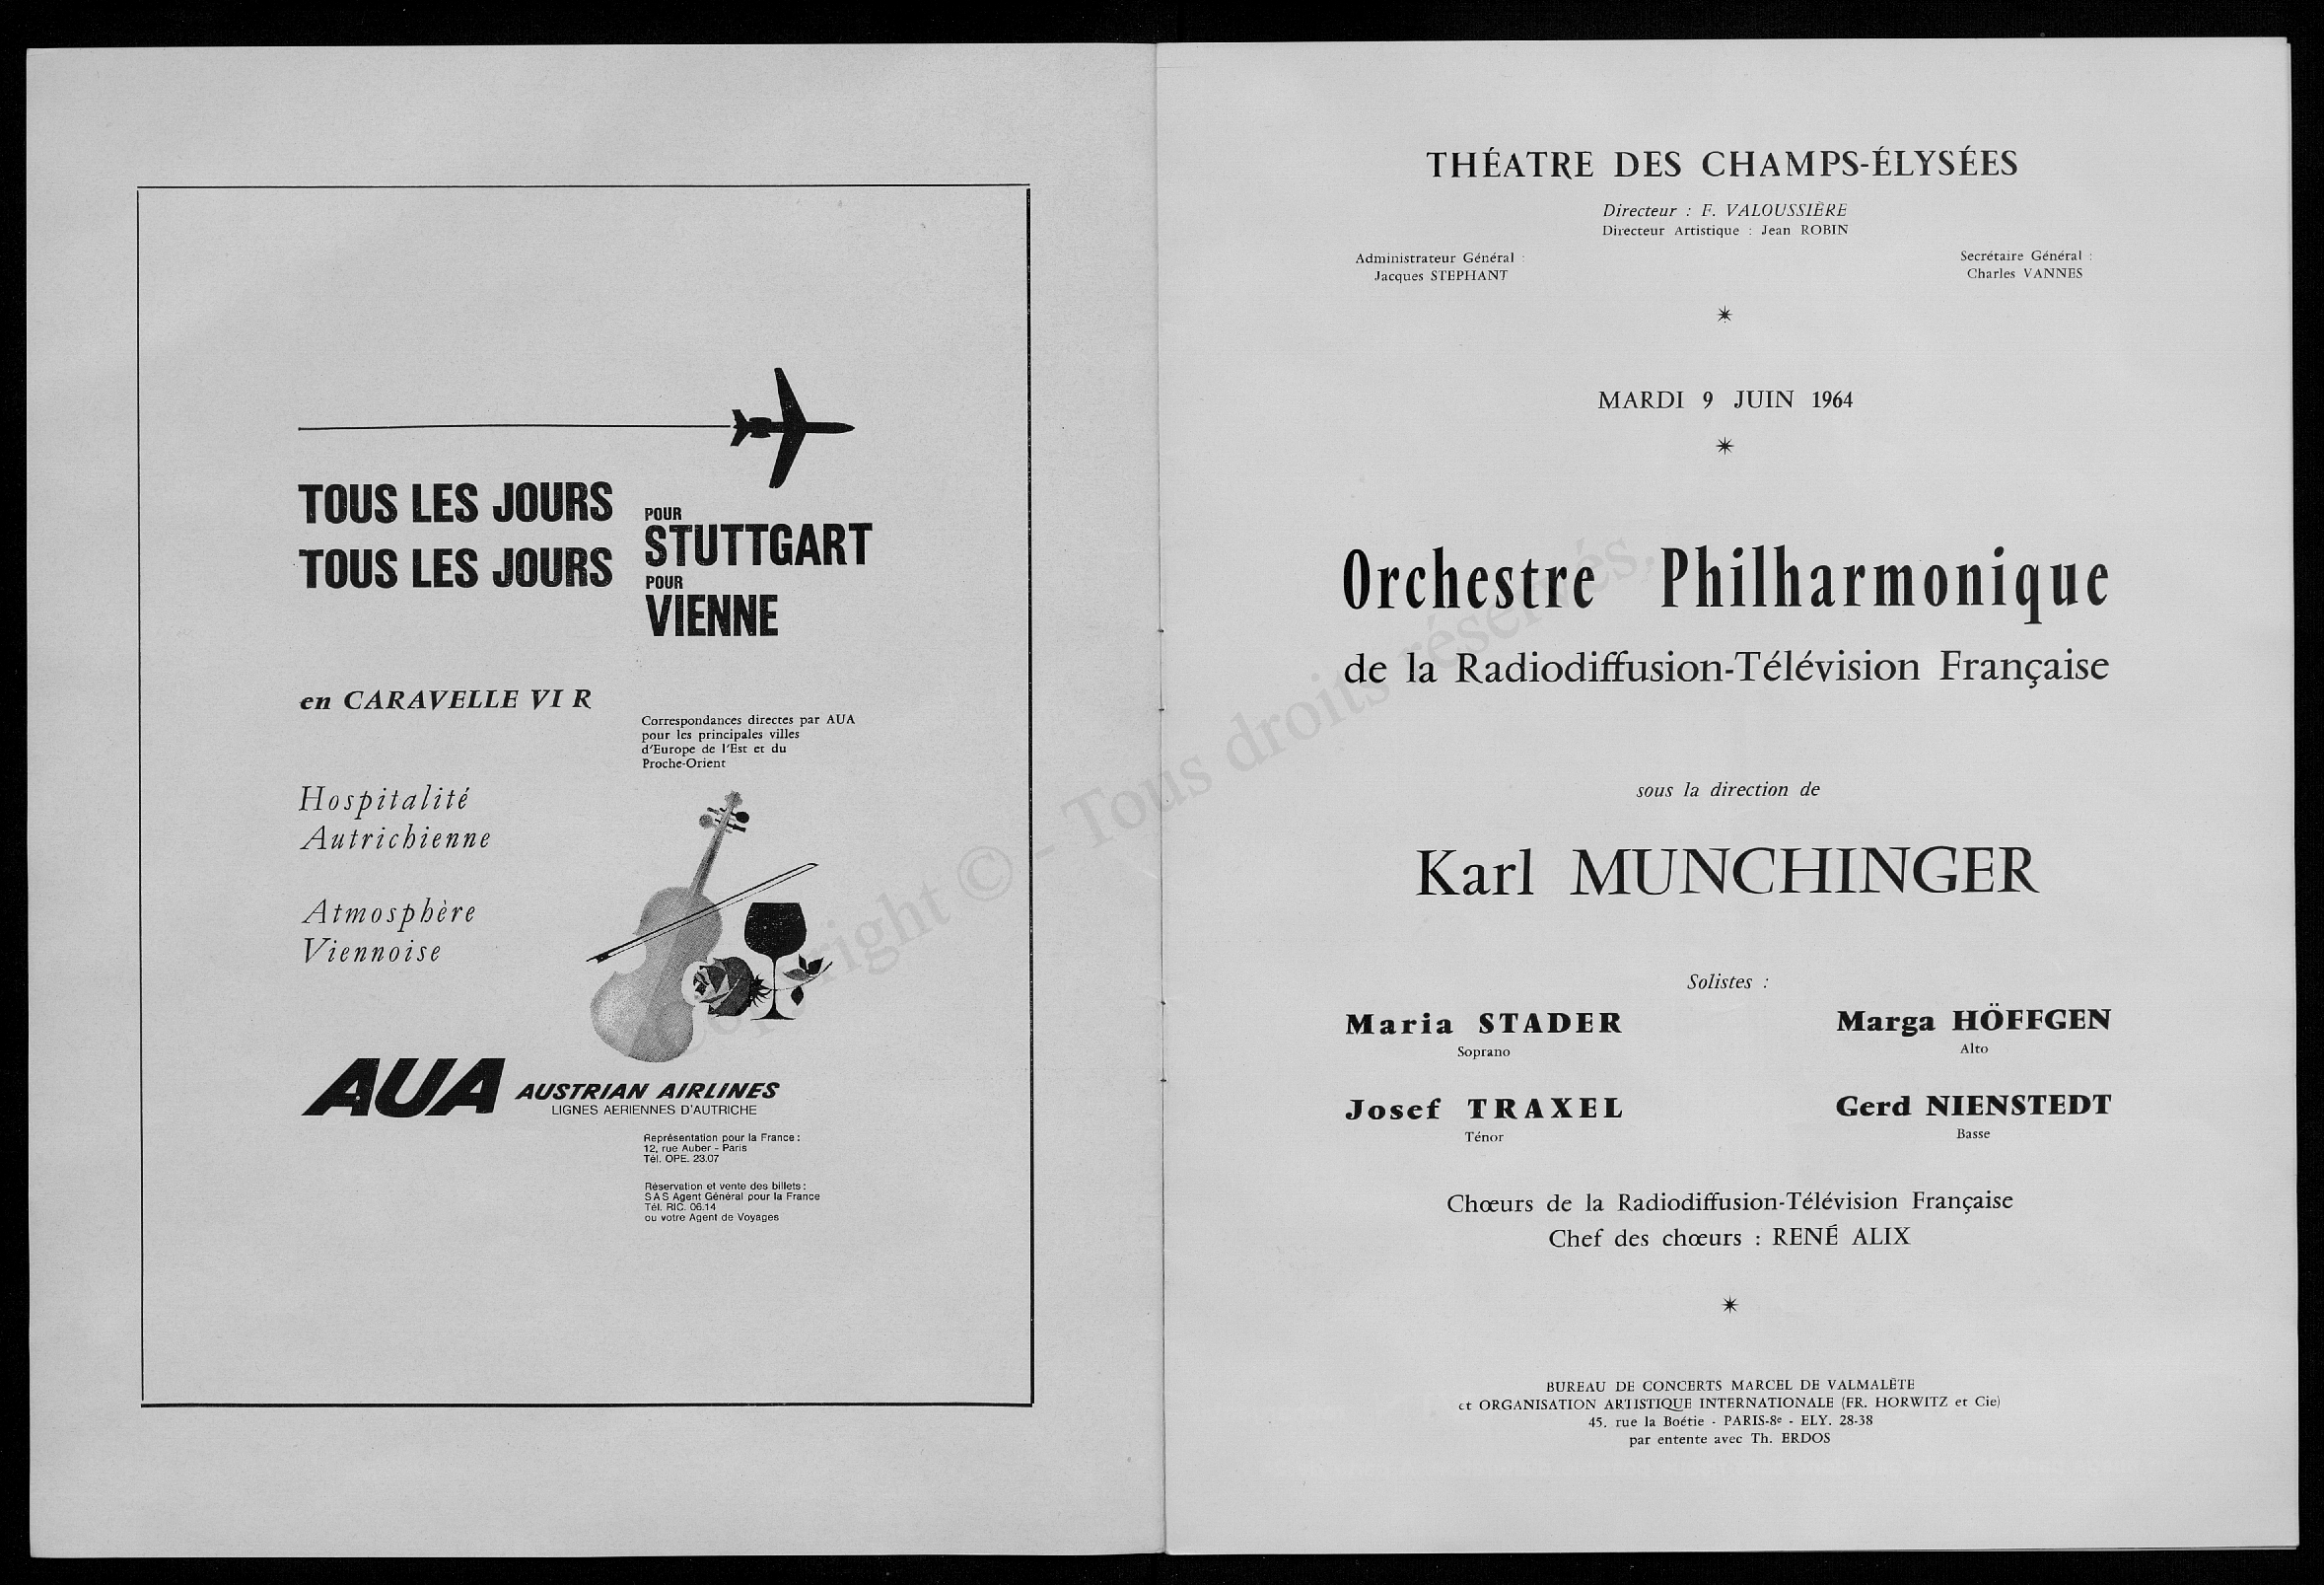 TOUS LES JOURS
POUR
STUTTGART
TOUS LES JOURS
POUR
VIENNE
en CARAVELLE VI R
Correspondances directes par AUA
pour les principales villes
d'Europe de l'Est et du
Proche-Orient
Hospitalité
Autrichienne
Atmosphère
Viennoise
AUA AUSTRIAN AIRLINES
LIGNES AERIENNES D'AUTRICHE
Représentation pour la France :
12, rue Auber - Paris
Tél. OPE. 23.07
Réservation et vente des billets :
SAS Agent Général pour la France
Tél. RIC. 06.14
ou votre Agent de Voyages
THÉATRE DES CHAMPS-ÉLYSÉES
Directeur : F. VALOUSSIÈRE
Directeur Artistique : Jean ROBIN
Administrateur Général :
Jacques STEPHANT
Secrétaire Général :
Charles VANNES
MARDI 9 JUIN 1964
Orchestre Philharmonique
de la Radiodiffusion-Télévision Française
sous la direction de
Karl MUNCHINGER
Solistes :
Maria STADER
Soprano
Marga HÖFFGEN
Alto
Josef TRAXEL
Ténor
Gerd NIENSTEDT
Basse
Chœurs de la Radiodiffusion-Télévision Française
Chef des chœurs : RENÉ ALIX
BUREAU DE CONCERTS MARCEL DE VALMALÈTE
et ORGANISATION ARTISTIQUE INTERNATIONALE (FR. HORWITZ et Cie)
45, rue la Boétie - PARIS-8e - ELY. 28-38
par entente avec Th. ERDOS
Copyright © - Tous droits réservés.